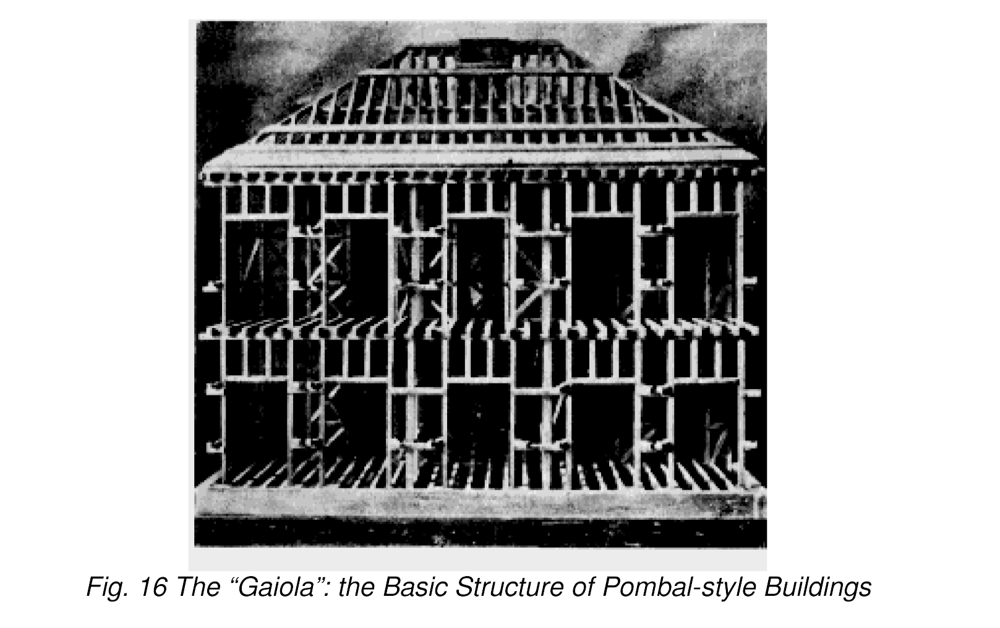 Fig. 16 The “Gaiola”: the Basic Structure of Pombal-style Buildings